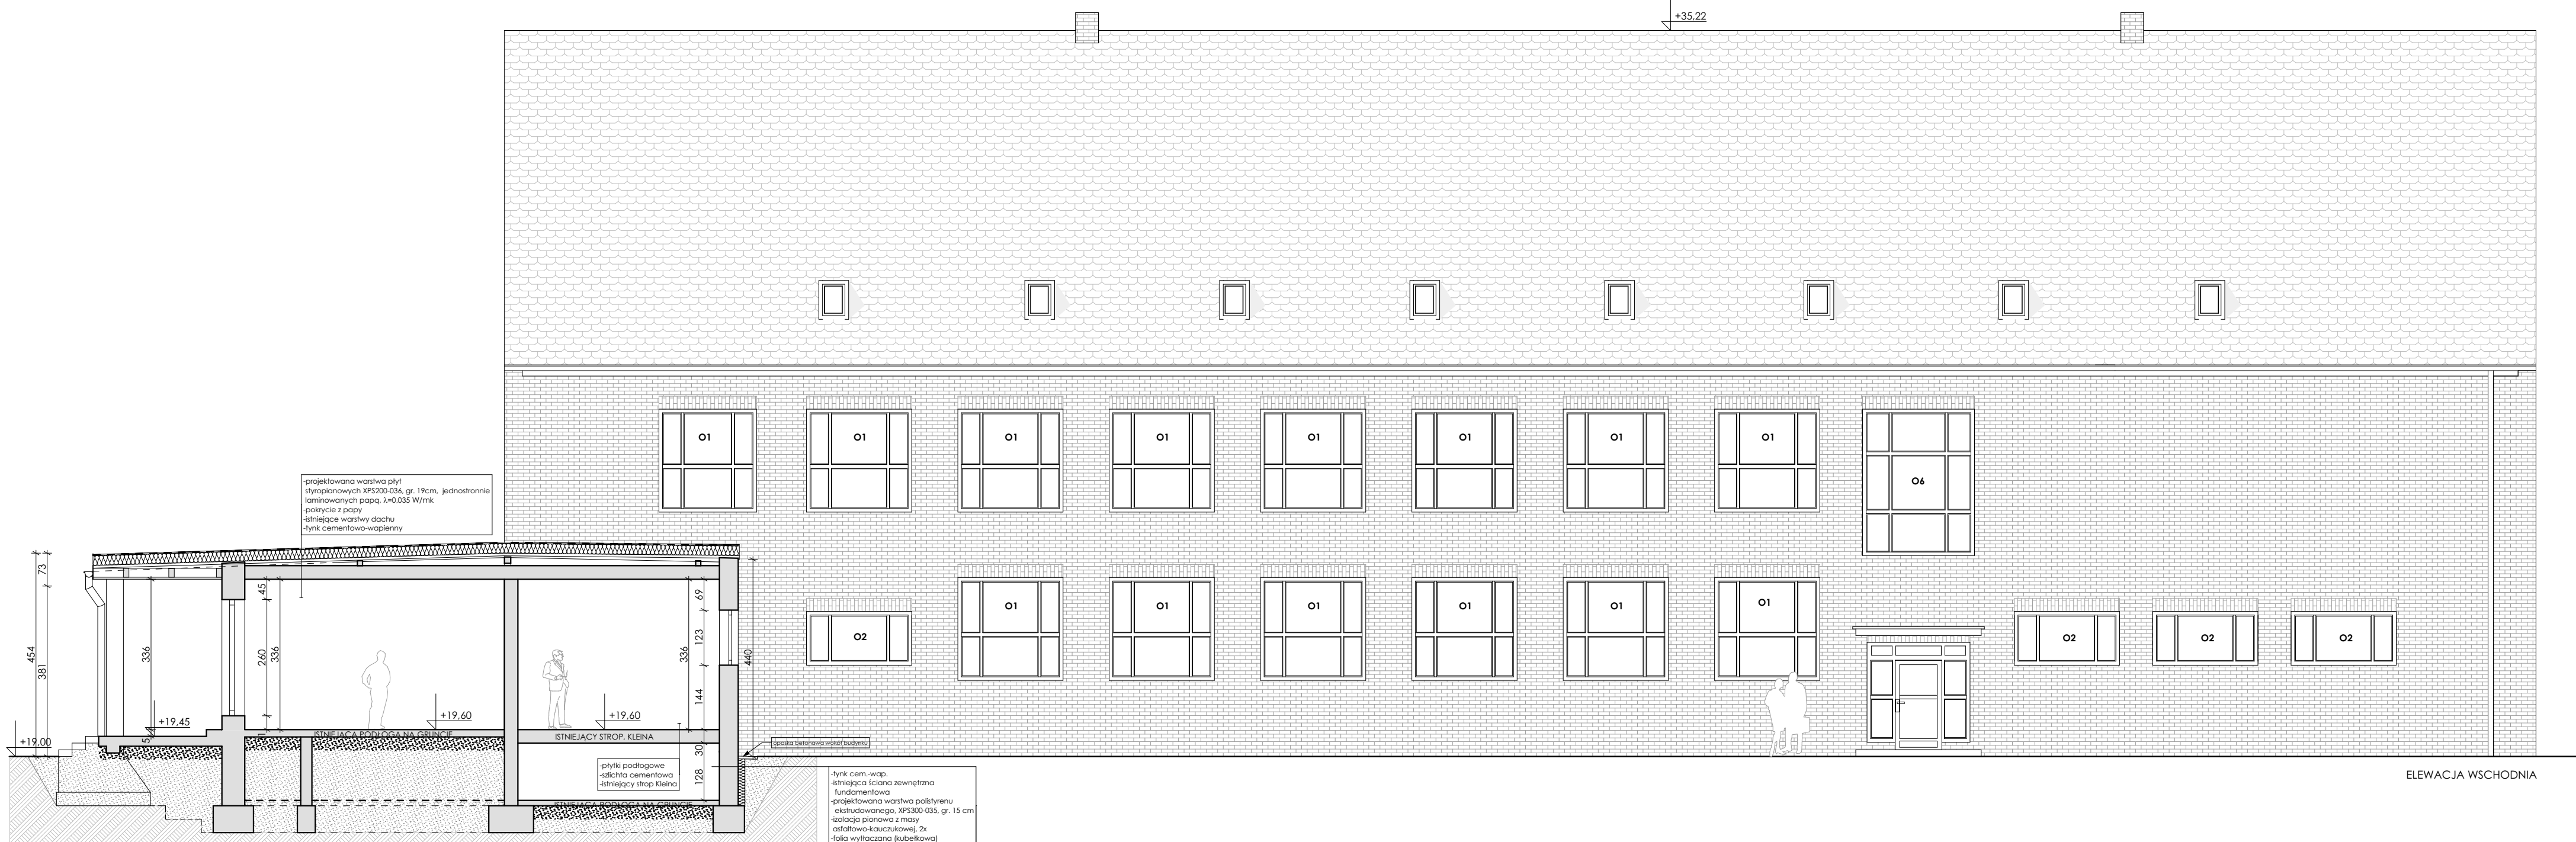 +35,22
O1
O1
O1
O1
O1
O1
O1
O1
O6
-projektowana warstwa płyt
styropianowych XPS200-036, gr. 19cm, jednostronnie
laminowanych papą, λ=0,035 W/mk
-pokrycie z papy
-istniejące warstwy dachu
-tynk cementowo-wapienny
73
45
69
O1
O1
O1
O1
O1
O1
O2
O2
O2
O2
454
381
336
260
336
336
123
440
144
+19,45
+19,60
+19,60
+19,00
5
ISTNIEJĄCA PODŁOGA NA GRUNCIE
ISTNIEJĄCY STROP, KLEINA
opaska betonowa wokół budynku
30
128
-płytki podłogowe
-szlichta cementowa
-istniejący strop Kleina
ISTNIEJĄCA PODŁOGA NA GRUNCIE
-tynk cem.-wap.
-istniejąca ściana zewnętrzna
fundamentowa
-projektowana warstwa polistyrenu
ekstrudowanego, XPS300-035, gr. 15 cm
-izolacja pionowa z masy
asfaltowo-kauczukowej, 2x
-folia wytłaczana (kubełkowa)
ELEWACJA WSCHODNIA